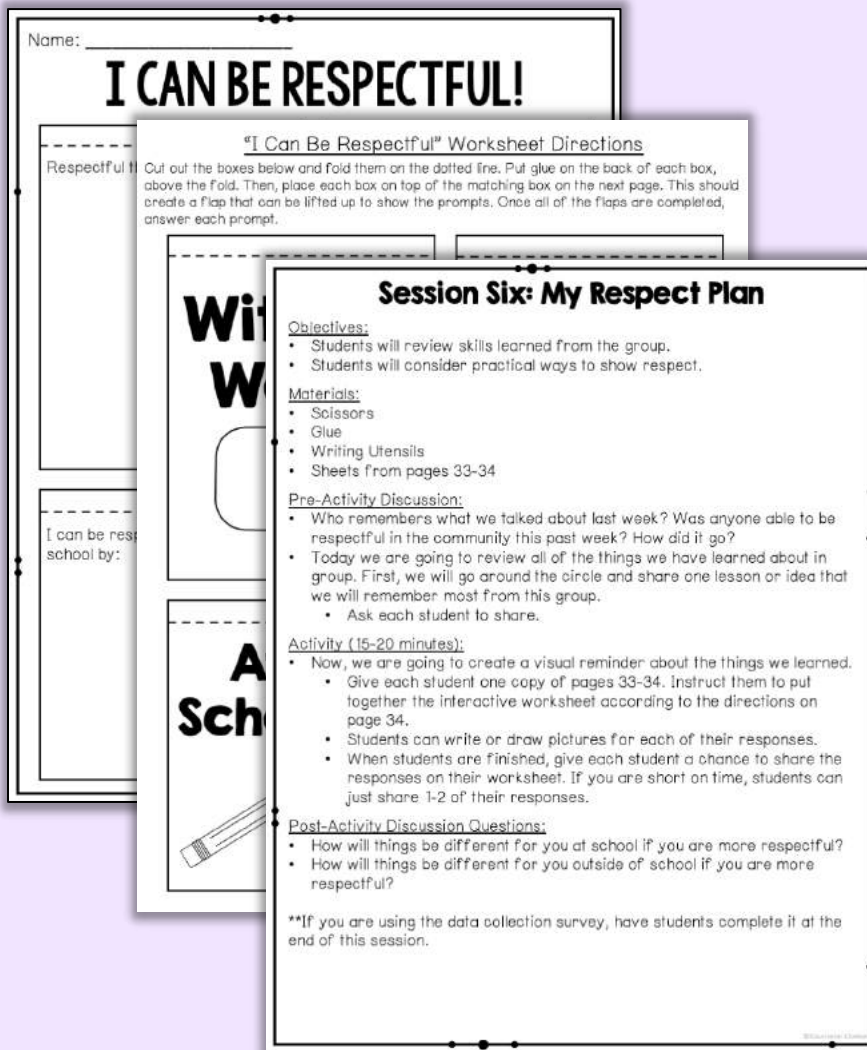 Name:
I CAN BE RESPECTFUL!
Respectful
I can be
school by:
"I Can Be Respectful" Worksheet Directions
Cut out the boxes below and fold them on the dotted line. Put glue on the back of each box,
above the fold. Then, place each box on top of the matching box on the next page. This should
create a flap that can be lifted up to show the prompts. Once all of the flaps are completed,
answer each prompt.
Session Six: My Respect Plan
Objectives:
• Students will review skills learned from the group.
• Students will consider practical ways to show respect.
Materials:
• Scissors
• Glue
• Writing Utensils
• Sheets from pages 33-34
Pre-Activity Discussion:
• Who remembers what we talked about last week? Was anyone able to be
respectful in the community this past week? How did it go?
• Today we are going to review all of the things we have learned about in
group. First, we will go around the circle and share one lesson or idea that
we will remember most from this group.
• Ask each student to share.
Activity (15-20 minutes):
• Now, we are going to create a visual reminder about the things we learned.
• Give each student one copy of pages 33-34. Instruct them to put
together the interactive worksheet according to the directions on
page 34.
• Students can write or draw pictures for each of their responses.
• When students are finished, give each student a chance to share the
responses on their worksheet. If you are short on time, students can
just share 1-2 of their responses.
Post-Activity Discussion Questions:
• How will things be different for you at school if you are more respectful?
• How will things be different for you outside of school if you are more
respectful?
**If you are using the data collection survey, have students complete it at the
end of this session.